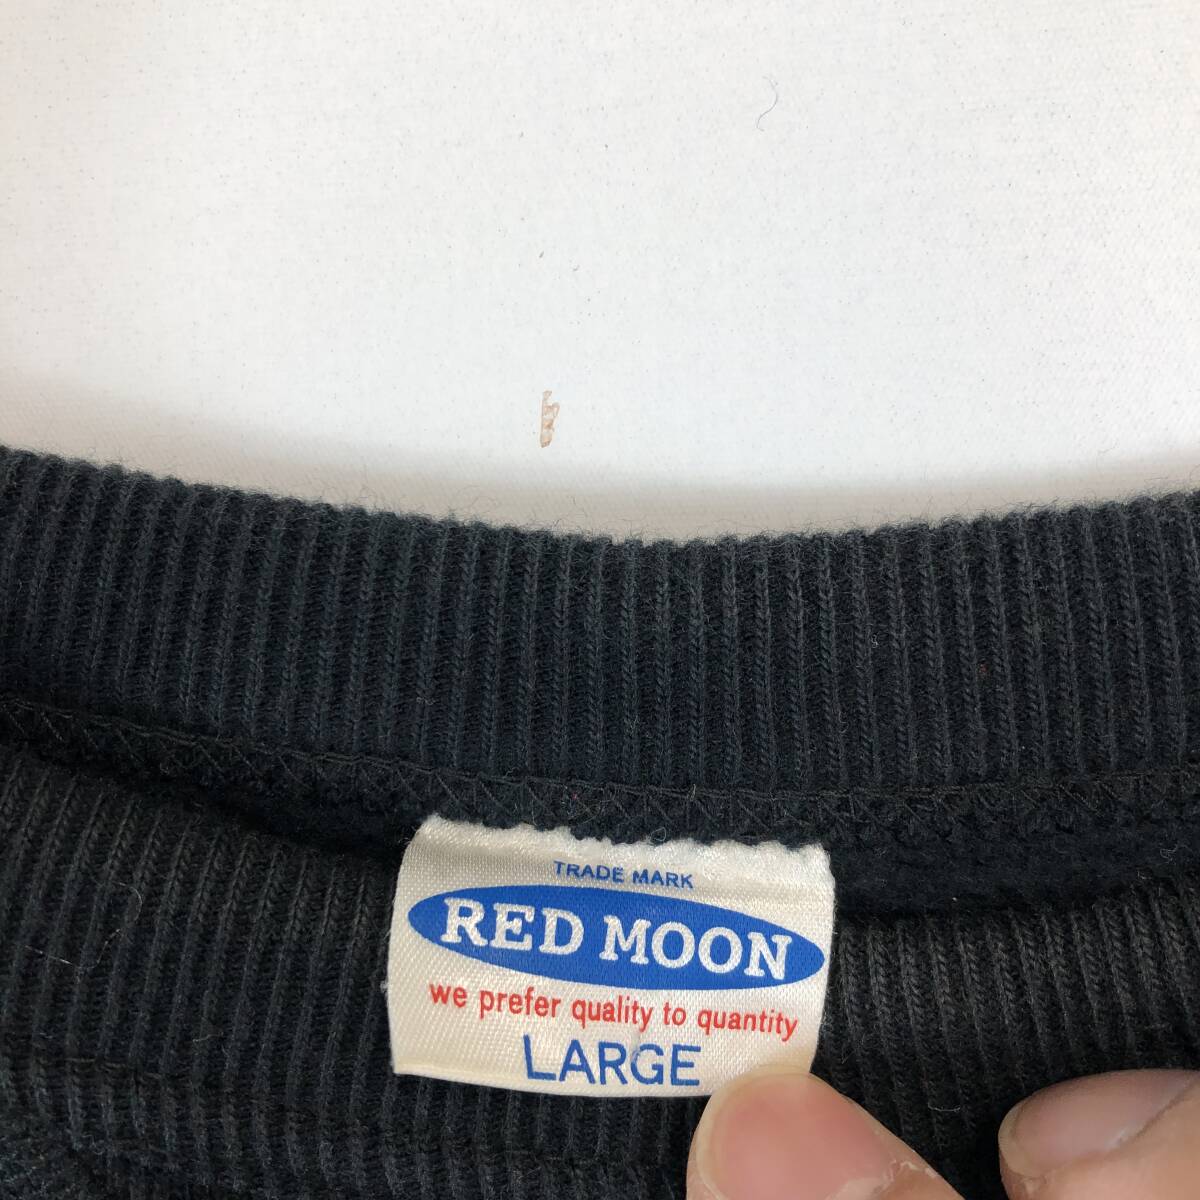 TRADE MARK
RED MOON
we prefer quality to quantity
LARGE